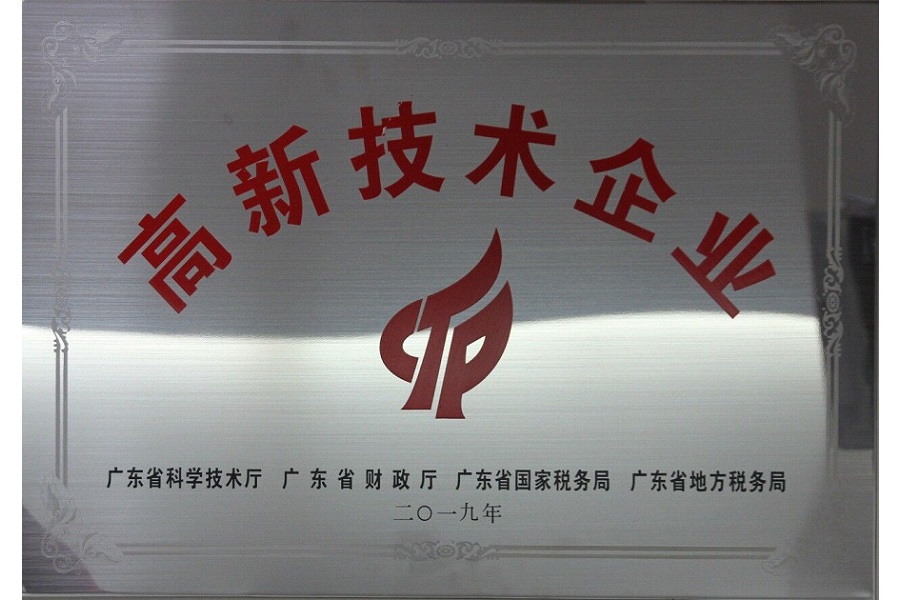 高新技术企业
广东省科学技术厅 广东省财政厅 广东省国家税务局 广东省地方税务局
二〇一九年